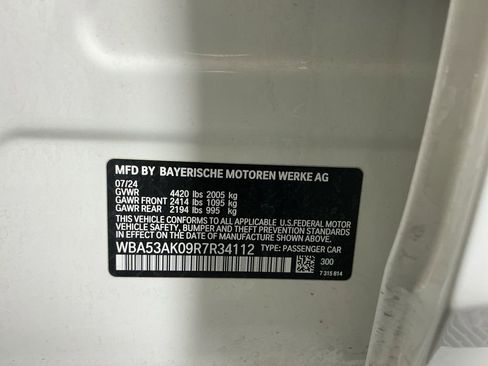 MFD BY BAYERISCHE MOTOREN WERKE AG
07/24
GVWR 4420 lbs 2005 kg
GAWR FRONT 2414 lbs 1095 kg
GAWR REAR 2194 lbs 995 kg
THIS VEHICLE CONFORMS TO ALL APPLICABLE U.S.FEDERAL MOTOR
VEHICLE SAFETY, BUMPER AND THEFT PREVENTION STANDARDS
IN EFFECT ON THE DATE OF MANUFACTURE SHOWN ABOVE.
WBA53AK09R7R34112 TYPE: PASSENGER CAR
300
7 315 814